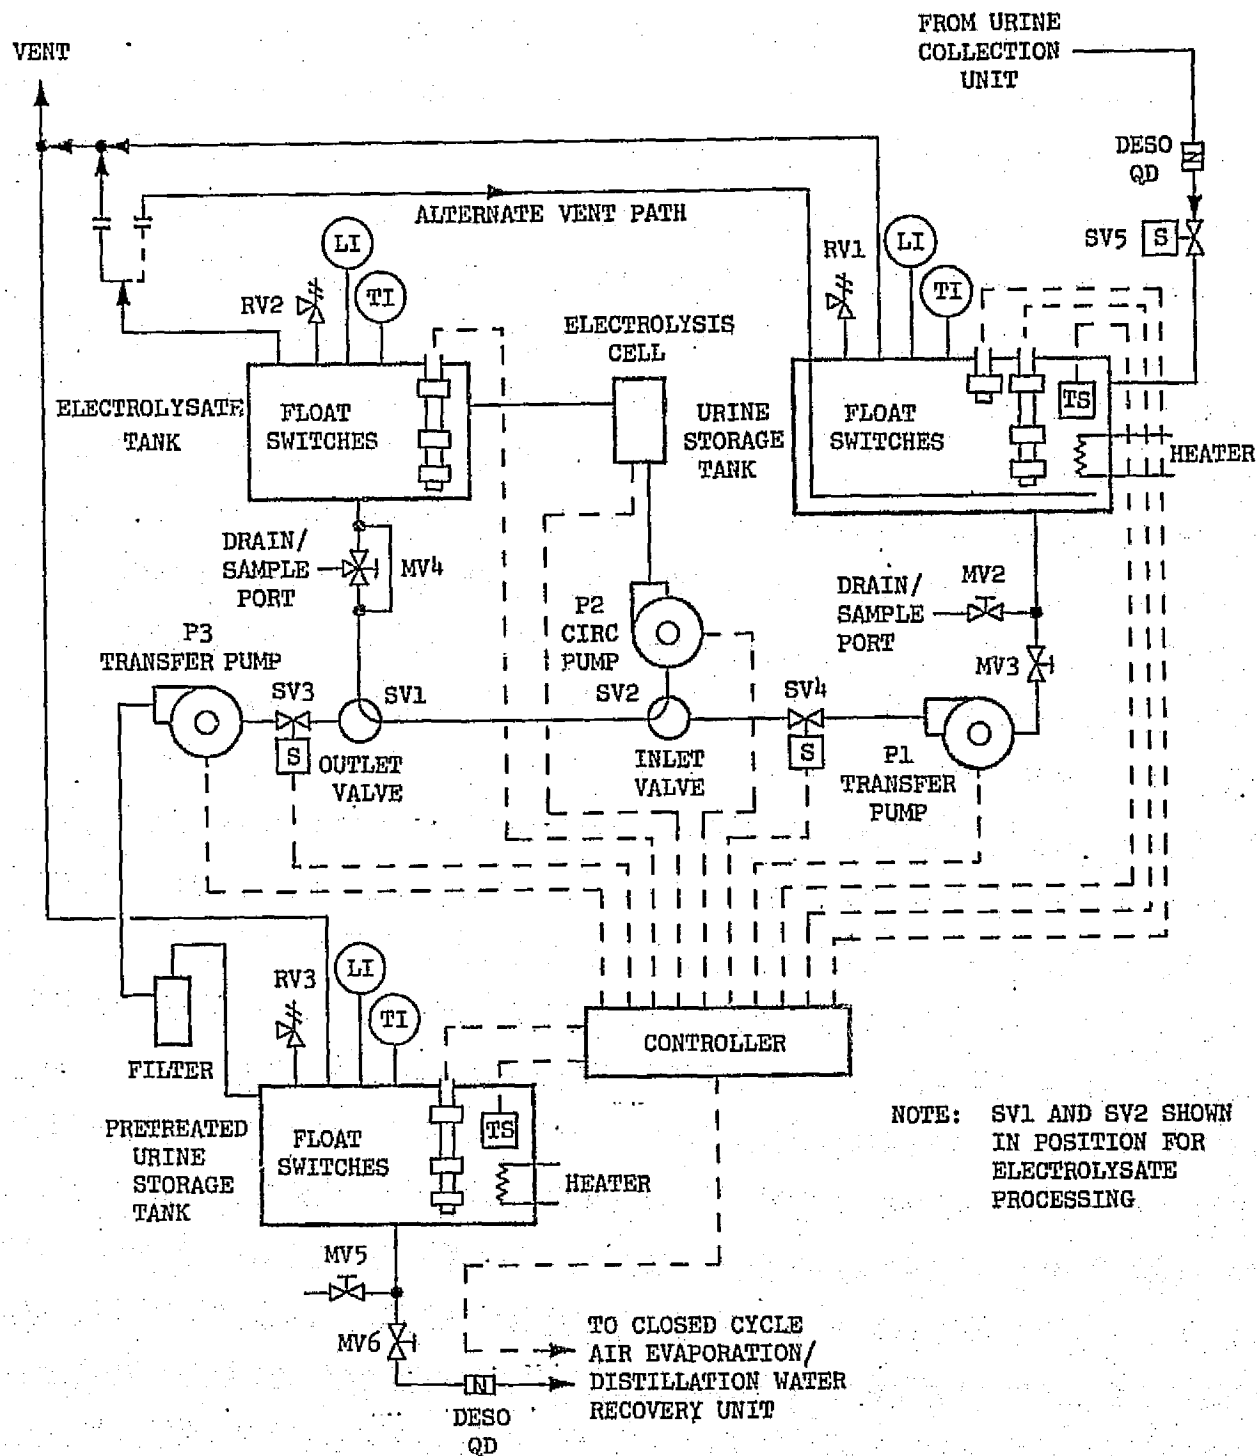 FROM URINE
COLLECTION
UNIT
VENT
DESO
QD
ALTERNATE VENT PATH
SV5
S
LI
TI
RV2
RV1
LI
TI
ELECTROLYSIS
CELL
ELECTROLYSATE
TANK
FLOAT
SWITCHES
URINE
STORAGE
TANK
FLOAT
SWITCHES
TS
HEATER
DRAIN/
SAMPLE
PORT
MV4
P2
CIRC
PUMP
DRAIN/
SAMPLE
PORT
MV2
MV3
P3
TRANSFER PUMP
SV3
S
SV1
OUTLET
VALVE
SV2
INLET
VALVE
SV4
S
P1
TRANSFER
PUMP
FILTER
RV3
LI
TI
CONTROLLER
PRETREATED
URINE
STORAGE
TANK
FLOAT
SWITCHES
TS
HEATER
NOTE: SV1 AND SV2 SHOWN
IN POSITION FOR
ELECTROLYSATE
PROCESSING
MV5
MV6
DESO
QD
TO CLOSED CYCLE
AIR EVAPORATION/
DISTILLATION WATER
RECOVERY UNIT